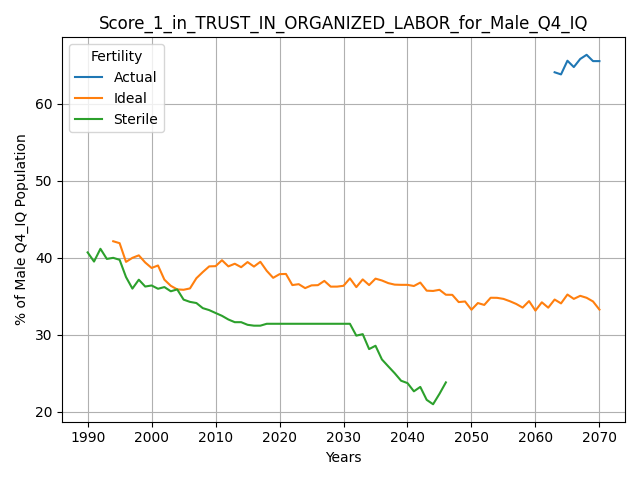 Score_1_in_TRUST_IN_ORGANIZED_LABOR_for_Male_Q4_IQ
Fertility
Actual
Ideal
Sterile
% of Male Q4_IQ Population
60
50
40
30
20
1990 2000 2010 2020 2030 2040 2050 2060 2070
Years